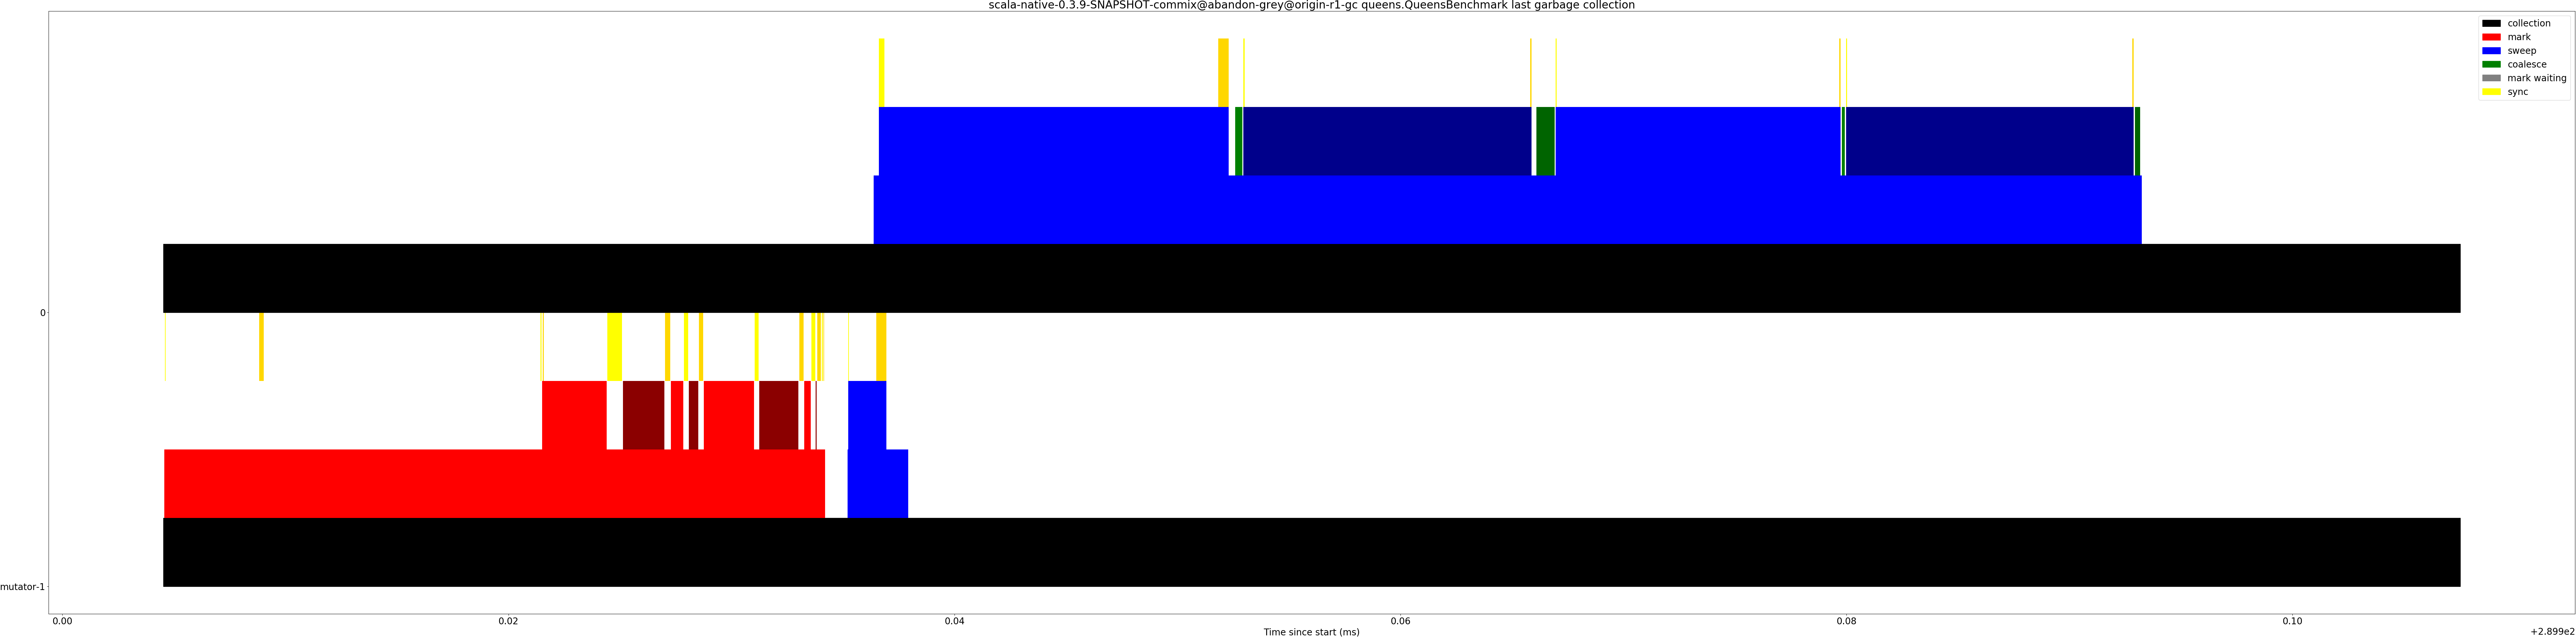 scala-native-0.3.9-SNAPSHOT-commix@abandon-grey@origin-r1-gc queens.QueensBenchmark last garbage collection
collection
mark
sweep
coalesce
mark waiting
sync
0
mutator-1
0.00
0.02
0.04
0.06
0.08
0.10
Time since start (ms)
+2.899e2